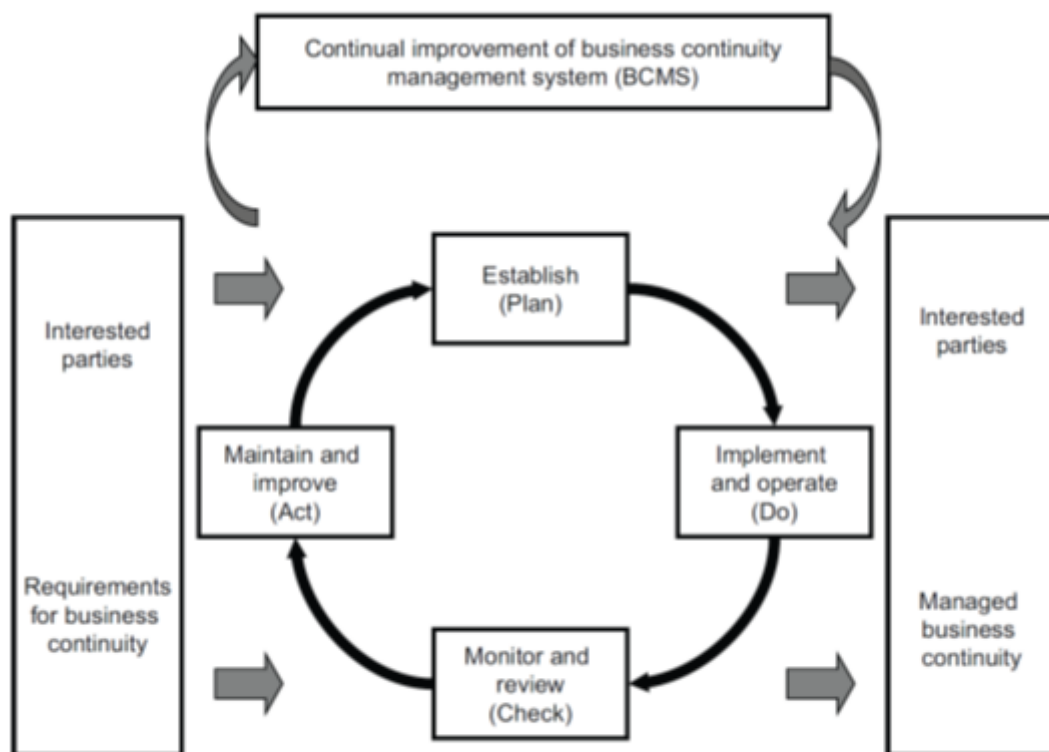 Continual improvement of business continuity
management system (BCMS)
Establish
(Plan)
Interested
parties
Interested
parties
Maintain and
improve
(Act)
Implement
and operate
(Do)
Requirements
for business
continuity
Managed
business
continuity
Monitor and
review
(Check)